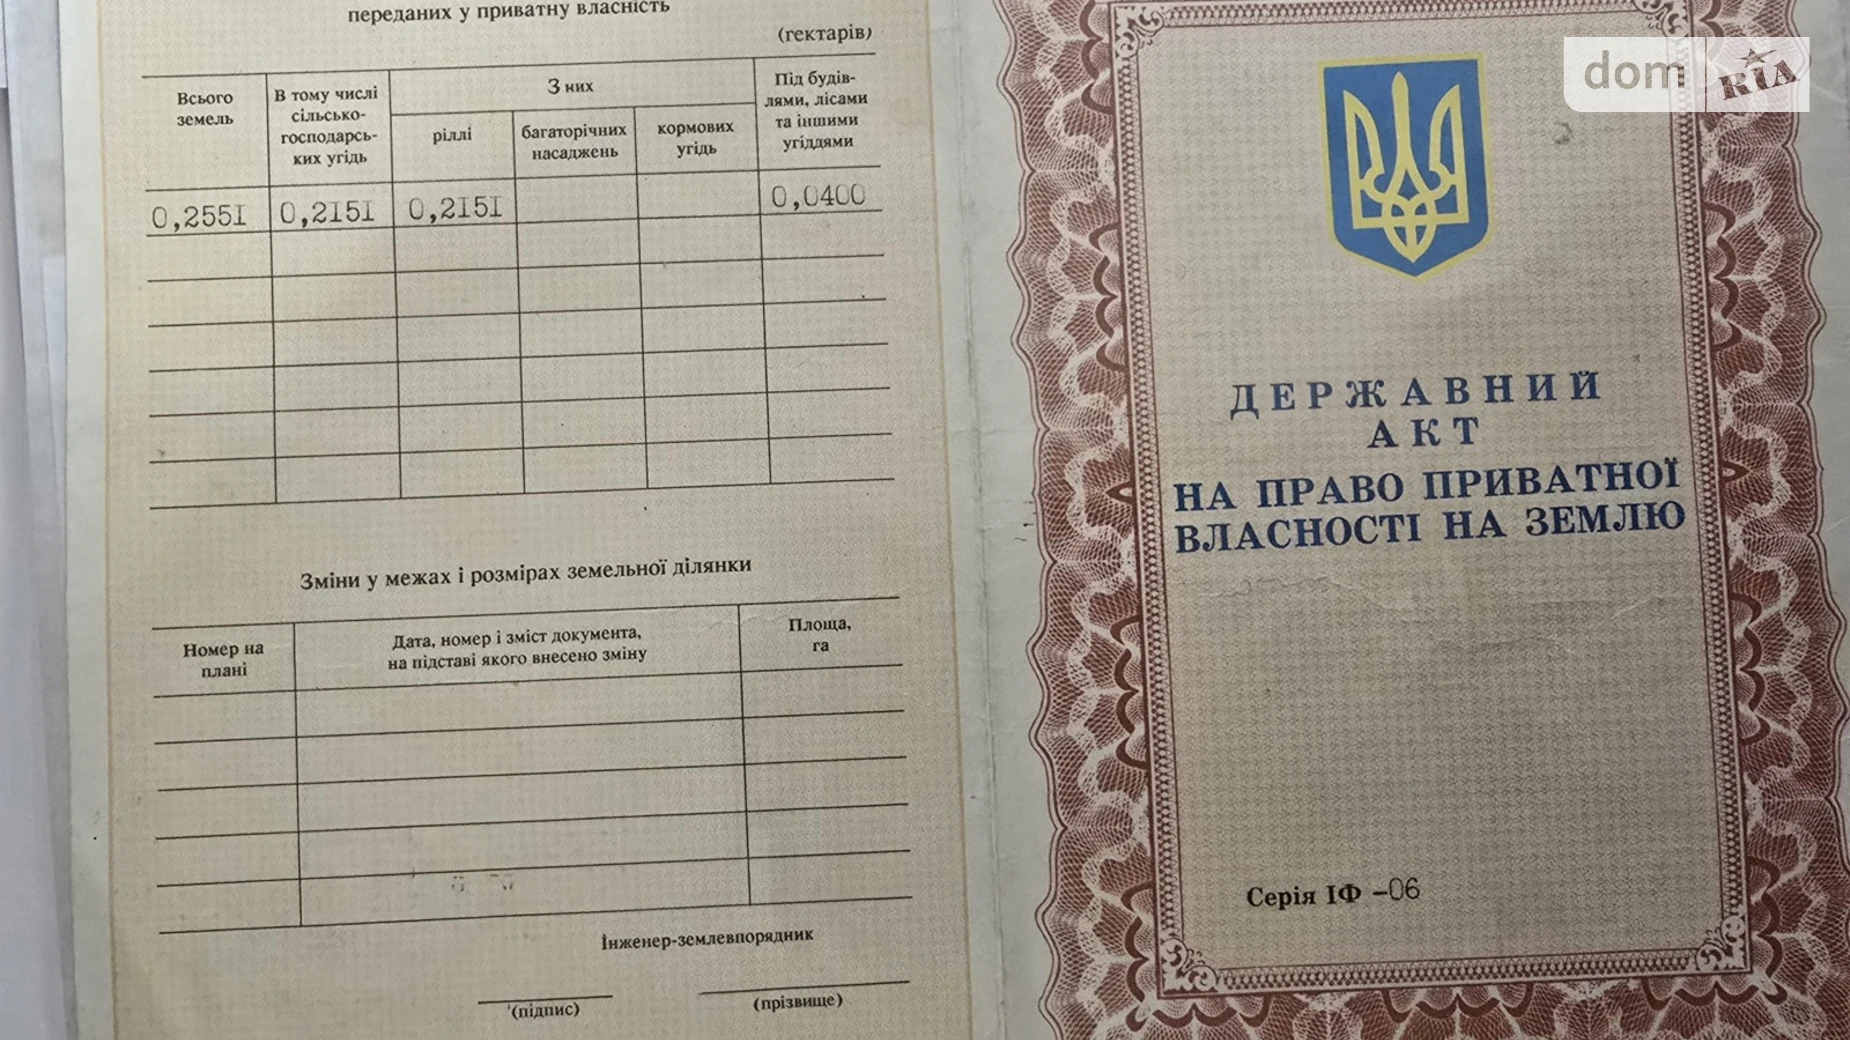 переданих у приватну власність
(гектарів)
Всього земель
В тому числі сільсько-господарсь-ких угідь
З них
ріллі
багаторічних насаджень
кормових угідь
Під будів-лями, лісами та іншими угіддями
0,255I 0,2I5I 0,2I5I 0,0400
Зміни у межах і розмірах земельної ділянки
Номер на плані
Дата, номер і зміст документа,
на підставі якого внесено зміну
Площа, га
Інженер-землевпорядник
(підпис) (прізвище)
dom RIA
ДЕРЖАВНИЙ
АКТ
НА ПРАВО ПРИВАТНОЇ
ВЛАСНОСТІ НА ЗЕМЛЮ
Серія ІФ -06